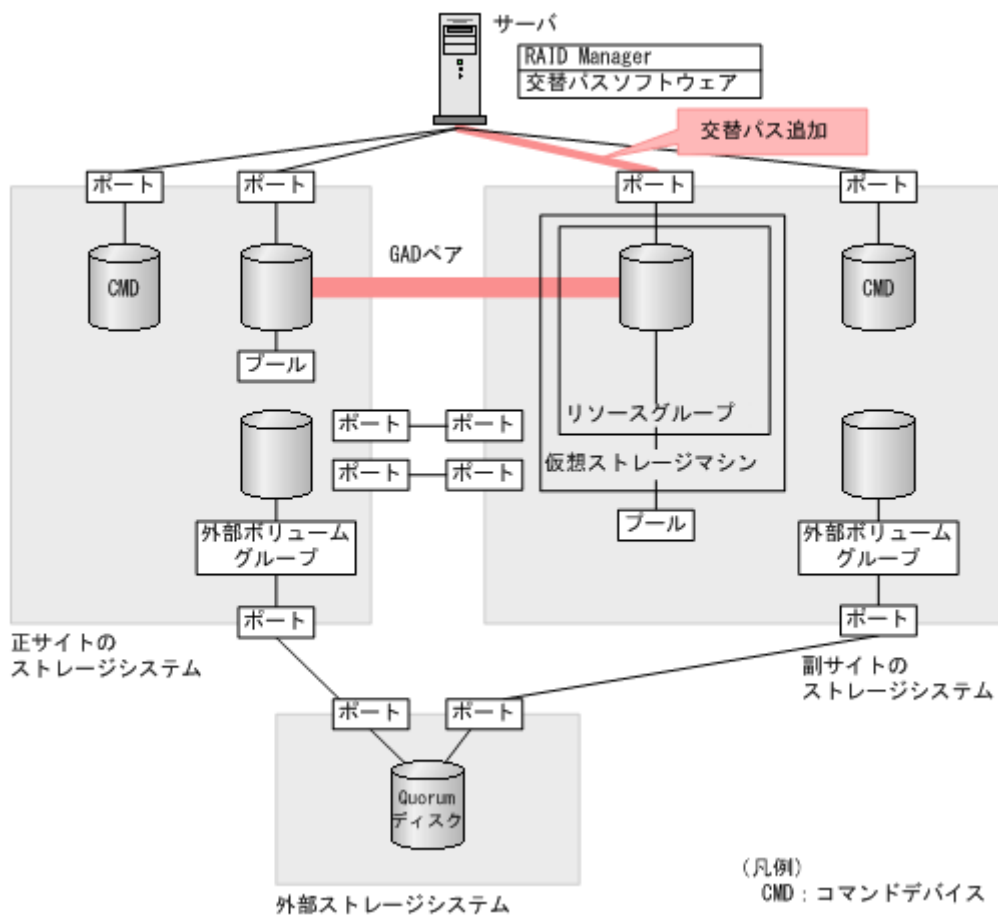 サーバ
RAID Manager
交替パスソフトウェア
交替パス追加
ポート
ポート
ポート
ポート
CMD
GADペア
CMD
プール
リソースグループ
ポート
ポート
仮想ストレージマシン
ポート
ポート
プール
外部ボリューム
グループ
外部ボリューム
グループ
ポート
ポート
正サイトの
ストレージシステム
副サイトの
ストレージシステム
ポート
ポート
Quorum
ディスク
(凡例)
CMD:コマンドデバイス
外部ストレージシステム